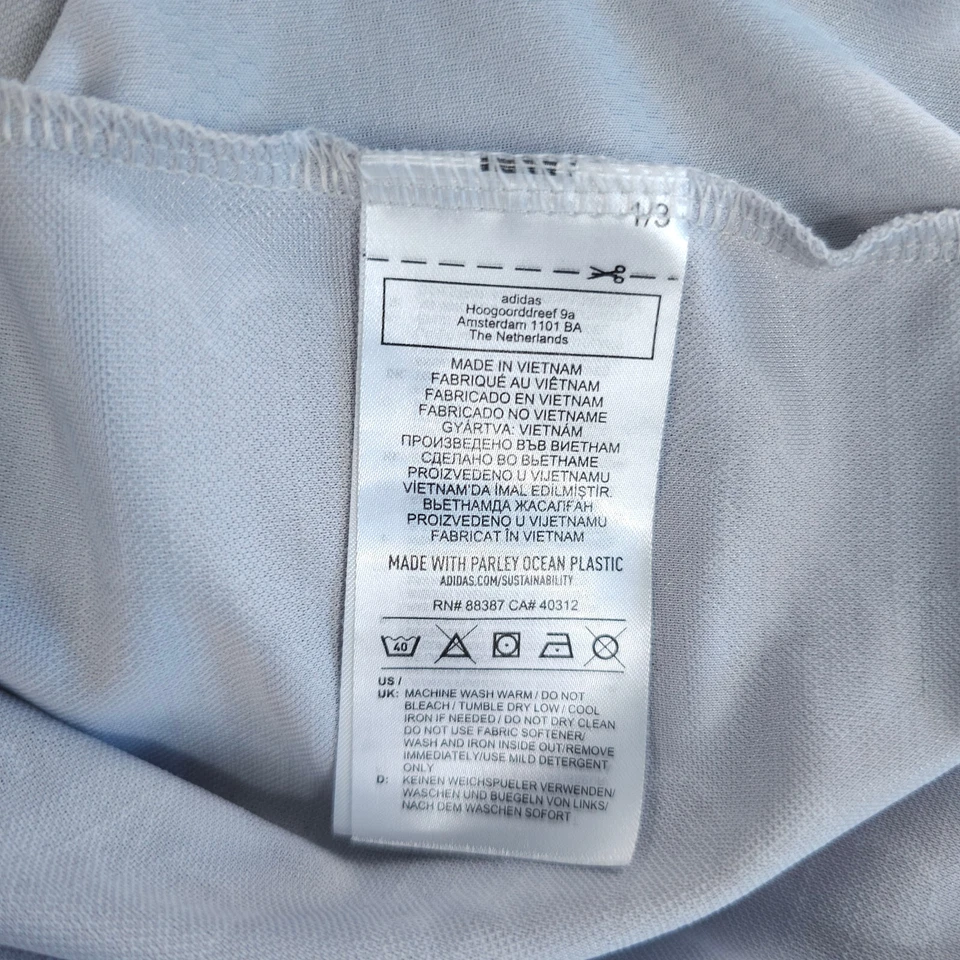 1/3
adidas
Hoogoorddreef 9a
Amsterdam 1101 BA
The Netherlands
MADE IN VIETNAM
FABRIQUÉ AU VIÊTNAM
FABRICADO EN VIETNAM
FABRICADO NO VIETNAME
GYÁRTVA: VIETNÁM
ПРОИЗВЕДЕНО ВЪВ ВИЕТНАМ
СДЕЛАНО ВО ВЬЕТНАМЕ
PROIZVEDENO U VIJETNAMU
VİETNAM'DA İMAL EDİLMİŞTİR.
ВЬЕТНАМДА ЖАСАЛҒАН
PROIZVEDENO U VIJETNAMU
FABRICAT ÎN VIETNAM
MADE WITH PARLEY OCEAN PLASTIC
ADIDAS.COM/SUSTAINABILITY
RN# 88387 CA# 40312
40
US /
UK: MACHINE WASH WARM / DO NOT
BLEACH / TUMBLE DRY LOW / COOL
IRON IF NEEDED / DO NOT DRY CLEAN
DO NOT USE FABRIC SOFTENER/
WASH AND IRON INSIDE OUT/REMOVE
IMMEDIATELY/USE MILD DETERGENT
ONLY
D: KEINEN WEICHSPUELER VERWENDEN/
WASCHEN UND BUEGELN VON LINKS/
NACH DEM WASCHEN SOFORT